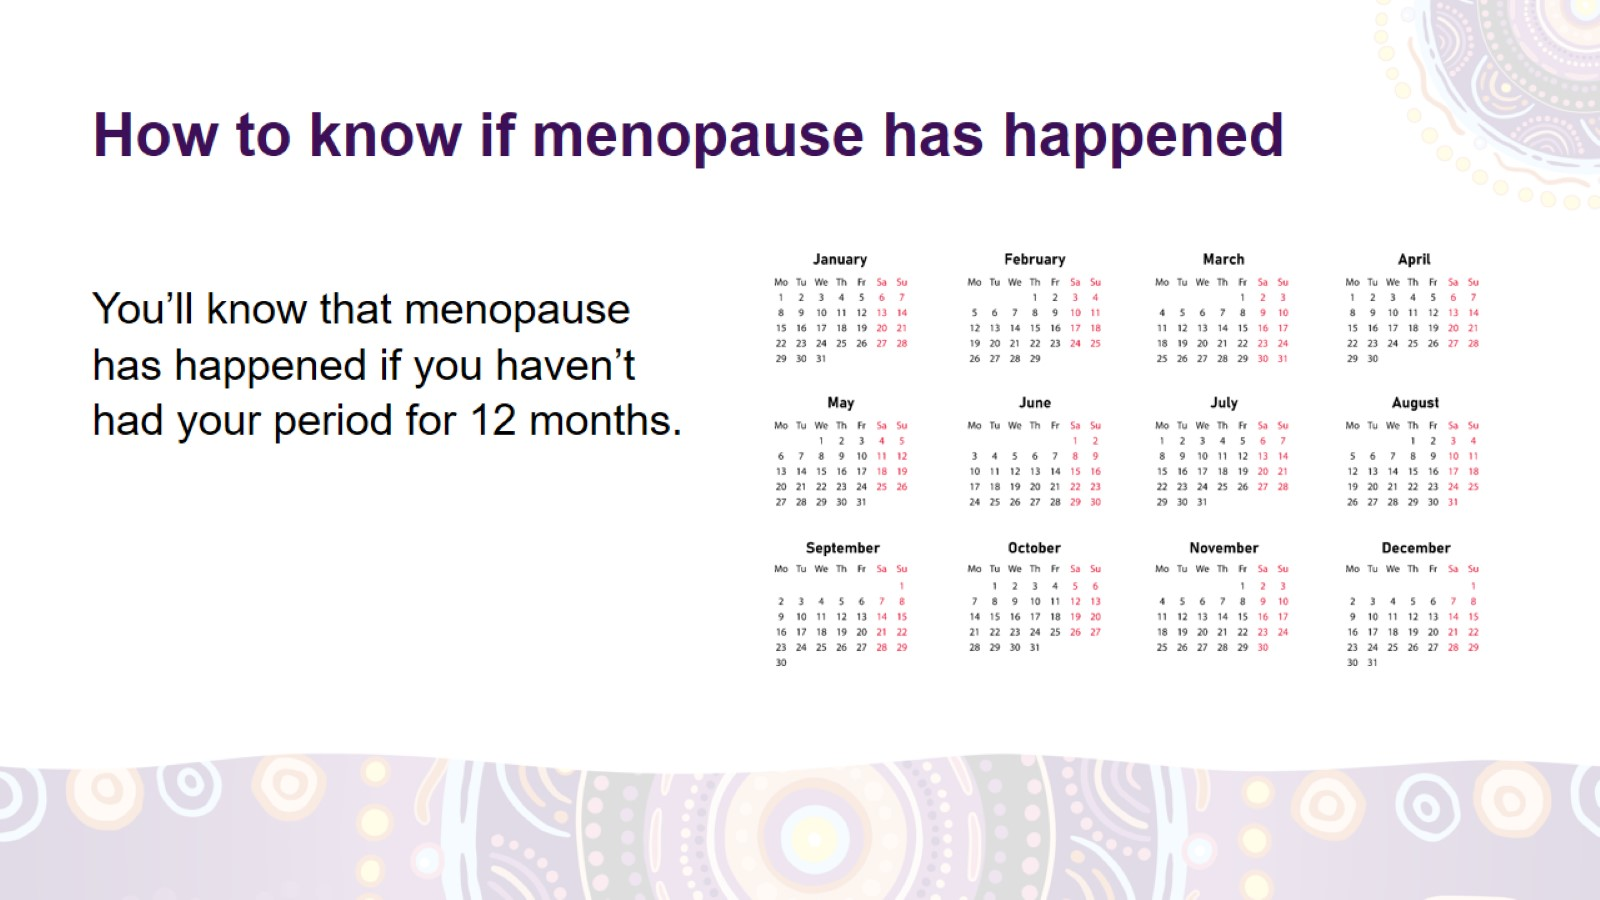 How to know if menopause has happened
You’ll know that menopause
has happened if you haven’t
had your period for 12 months.
January
Mo Tu We Th Fr Sa Su
1 2 3 4 5 6 7
8 9 10 11 12 13 14
15 16 17 18 19 20 21
22 23 24 25 26 27 28
29 30 31
February
Mo Tu We Th Fr Sa Su
1 2 3 4
5 6 7 8 9 10 11
12 13 14 15 16 17 18
19 20 21 22 23 24 25
26 27 28 29
March
Mo Tu We Th Fr Sa Su
1 2 3
4 5 6 7 8 9 10
11 12 13 14 15 16 17
18 19 20 21 22 23 24
25 26 27 28 29 30 31
April
Mo Tu We Th Fr Sa Su
1 2 3 4 5 6 7
8 9 10 11 12 13 14
15 16 17 18 19 20 21
22 23 24 25 26 27 28
29 30
May
Mo Tu We Th Fr Sa Su
1 2 3 4 5
6 7 8 9 10 11 12
13 14 15 16 17 18 19
20 21 22 23 24 25 26
27 28 29 30 31
June
Mo Tu We Th Fr Sa Su
1 2
3 4 5 6 7 8 9
10 11 12 13 14 15 16
17 18 19 20 21 22 23
24 25 26 27 28 29 30
July
Mo Tu We Th Fr Sa Su
1 2 3 4 5 6 7
8 9 10 11 12 13 14
15 16 17 18 19 20 21
22 23 24 25 26 27 28
29 30 31
August
Mo Tu We Th Fr Sa Su
1 2 3 4
5 6 7 8 9 10 11
12 13 14 15 16 17 18
19 20 21 22 23 24 25
26 27 28 29 30 31
September
Mo Tu We Th Fr Sa Su
1
2 3 4 5 6 7 8
9 10 11 12 13 14 15
16 17 18 19 20 21 22
23 24 25 26 27 28 29
30
October
Mo Tu We Th Fr Sa Su
1 2 3 4 5 6
7 8 9 10 11 12 13
14 15 16 17 18 19 20
21 22 23 24 25 26 27
28 29 30 31
November
Mo Tu We Th Fr Sa Su
1 2 3
4 5 6 7 8 9 10
11 12 13 14 15 16 17
18 19 20 21 22 23 24
25 26 27 28 29 30
December
Mo Tu We Th Fr Sa Su
1
2 3 4 5 6 7 8
9 10 11 12 13 14 15
16 17 18 19 20 21 22
23 24 25 26 27 28 29
30 31